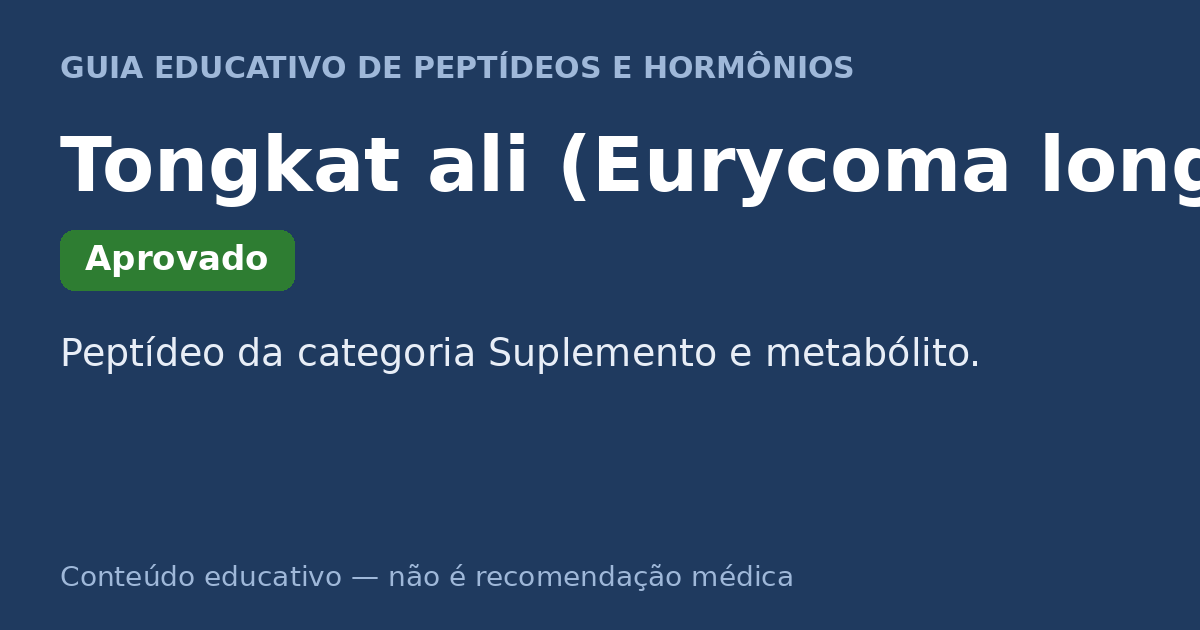 GUIA EDUCATIVO DE PEPTÍDEOS E HORMÔNIOS
Tongkat ali (Eurycoma long
Aprovado
Peptídeo da categoria Suplemento e metabólito.
Conteúdo educativo — não é recomendação médica